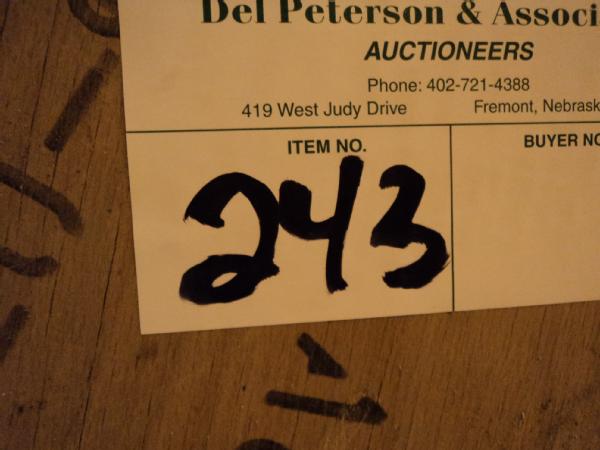 Del Peterson & Associ
AUCTIONEERS
Phone: 402-721-4388
419 West Judy Drive Fremont, Nebrask
ITEM NO. BUYER NO
243